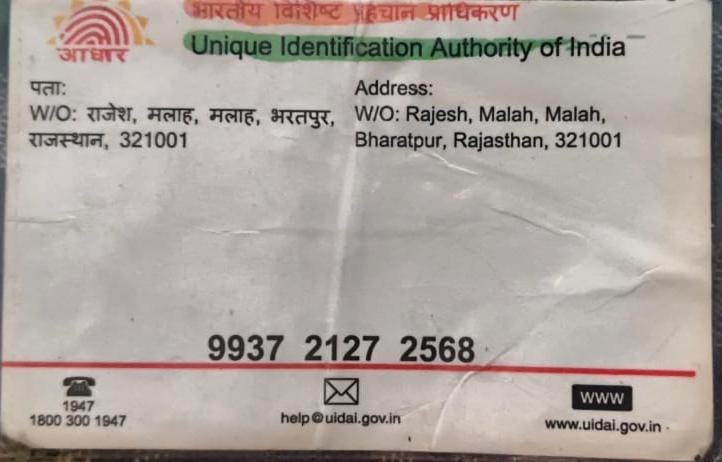 भारतीय विशिष्ट पहचान प्राधिकरण
आधार
Unique Identification Authority of India
पता:
W/O: राजेश, मलाह, मलाह, भरतपुर,
राजस्थान, 321001
Address:
W/O: Rajesh, Malah, Malah,
Bharatpur, Rajasthan, 321001
9937 2127 2568
1947
1800 300 1947
help@uidai.gov.in
WWW
www.uidai.gov.in